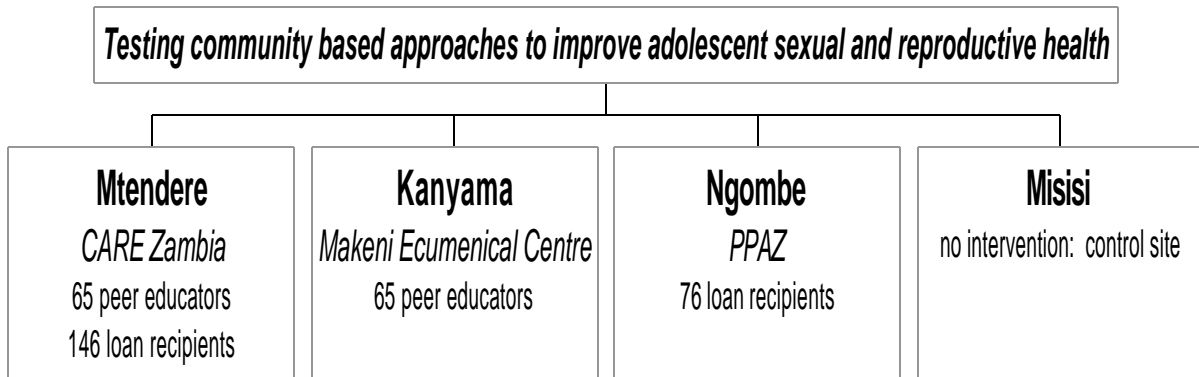 Testing community based approaches to improve adolescent sexual and reproductive health
Mtendere
CARE Zambia
65 peer educators
146 loan recipients
Kanyama
Makeni Ecumenical Centre
65 peer educators
Ngombe
PPAZ
76 loan recipients
Misisi
no intervention: control site